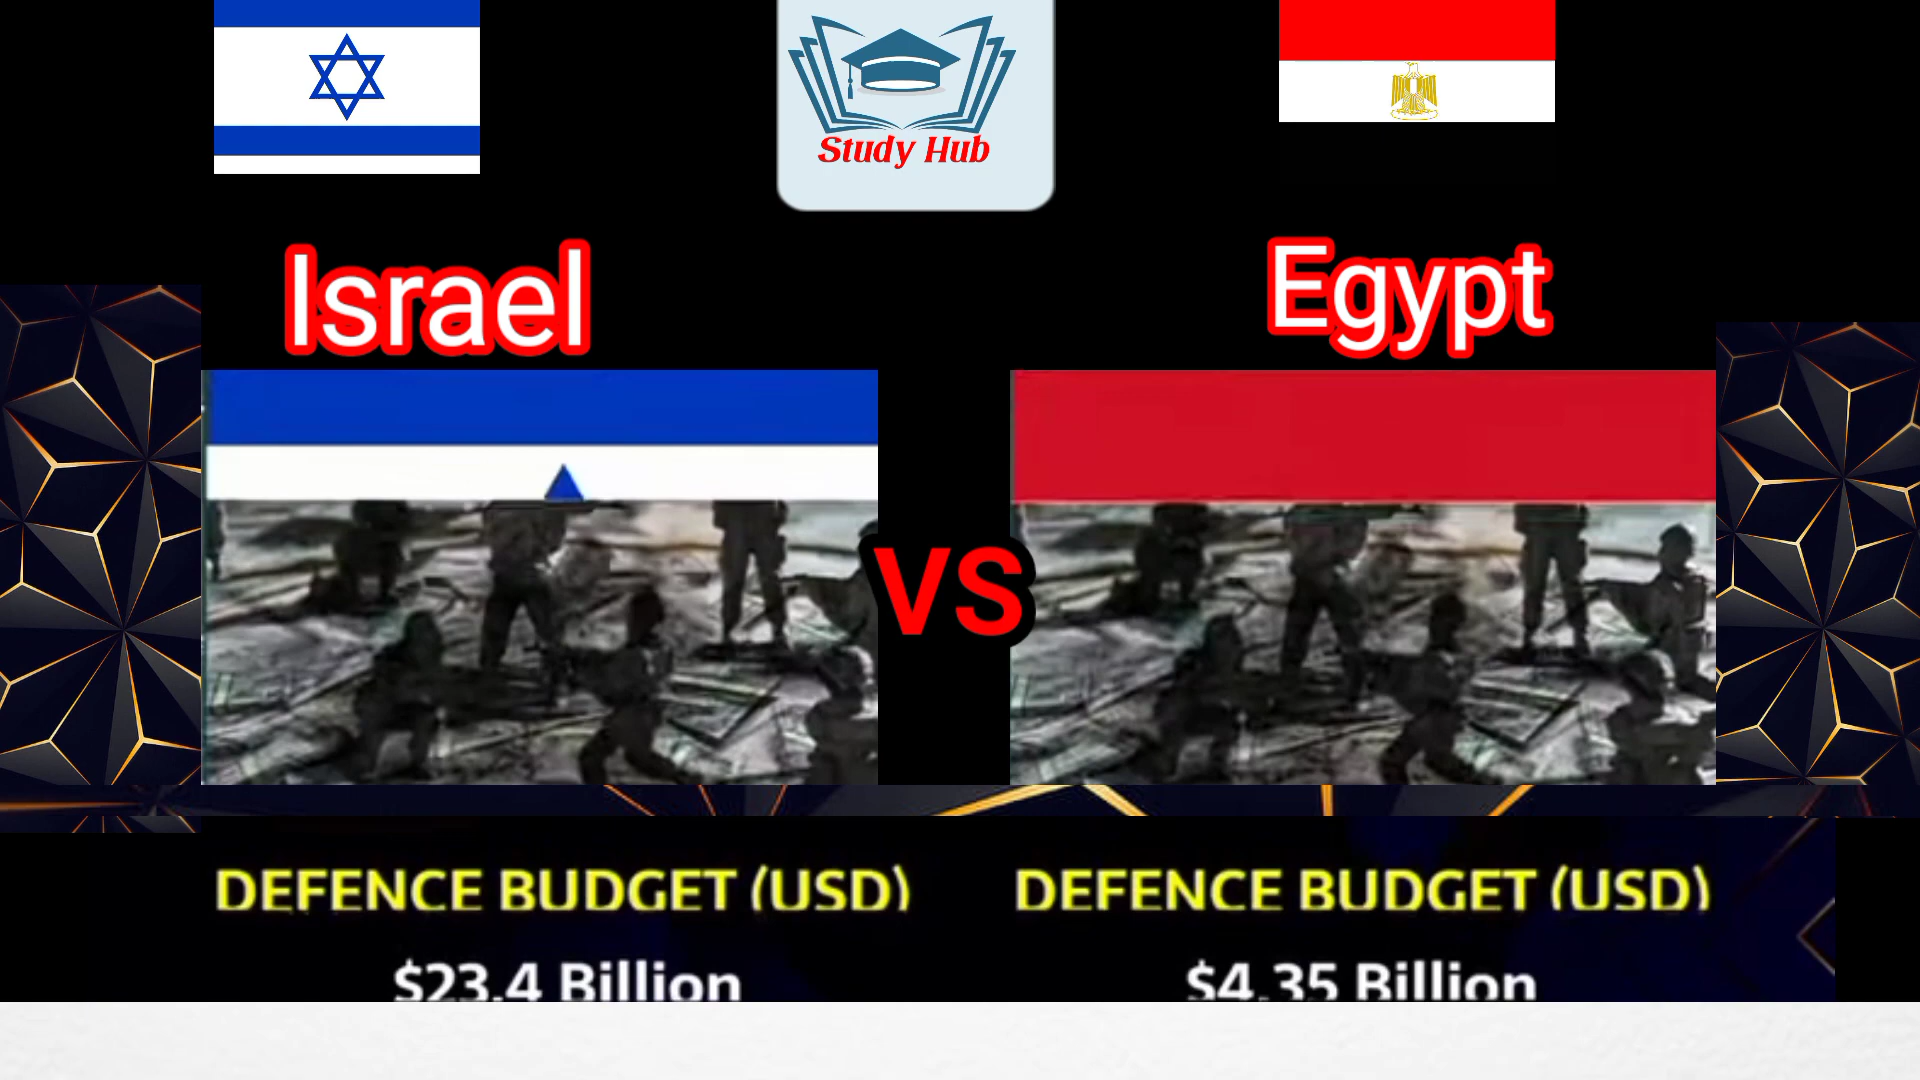 Study Hub
Israel
Egypt
VS
DEFENCE BUDGET (USD)
DEFENCE BUDGET (USD)
$23.4 Billion
$4.35 Billion